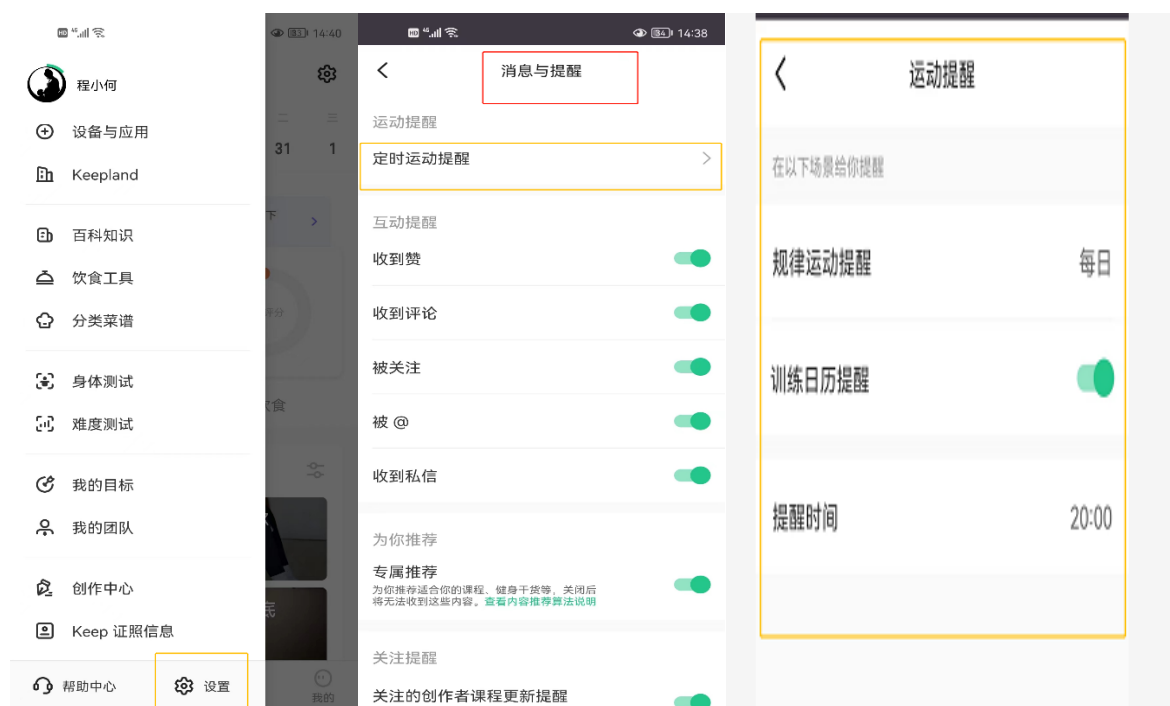 14:40
程小何
设备与应用
Keepland
百科知识
饮食工具
分类菜谱
身体测试
难度测试
我的目标
我的团队
创作中心
Keep 证照信息
帮助中心
设置
二 三
31 1
下
评分
饮食
我的
14:38
消息与提醒
运动提醒
定时运动提醒
互动提醒
收到赞
收到评论
被关注
被 @
收到私信
为你推荐
专属推荐
为你推荐适合你的课程、健身干货等，关闭后
将无法收到这些内容。查看内容推荐算法说明
关注提醒
关注的创作者课程更新提醒
运动提醒
在以下场景给你提醒
规律运动提醒 每日
训练日历提醒
提醒时间 20:00